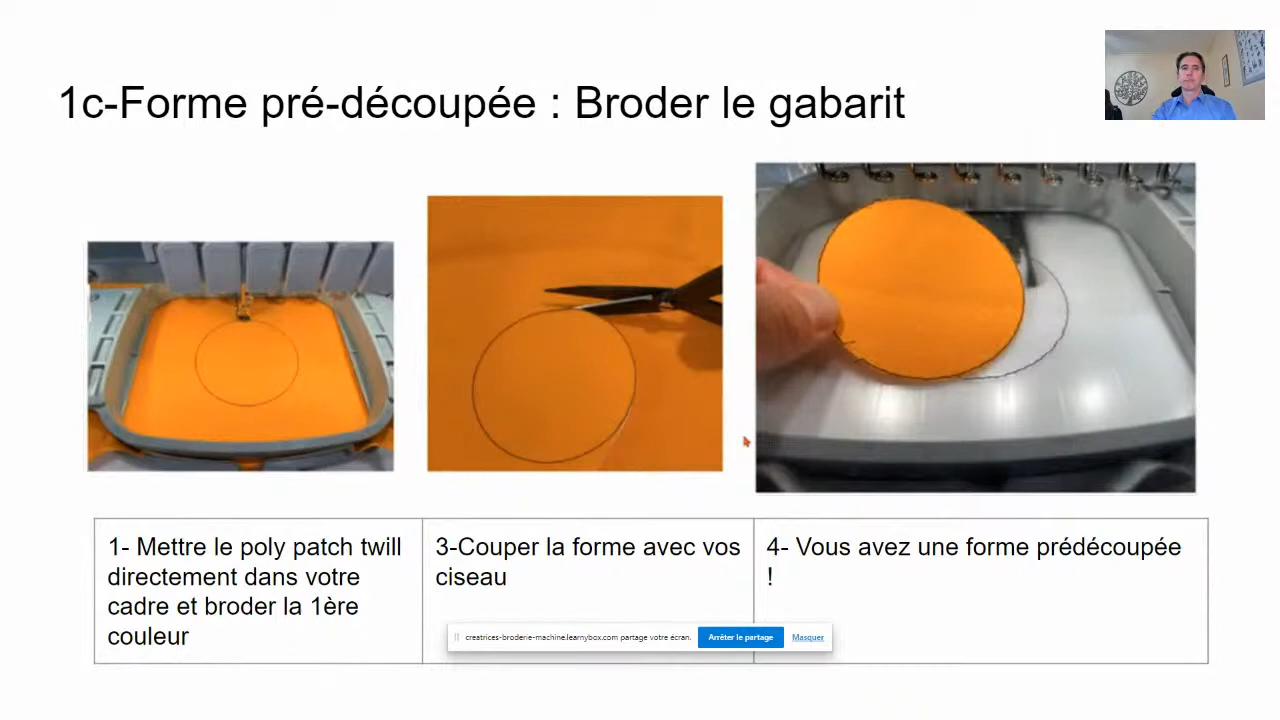 1c-Forme pré-découpée : Broder le gabarit
1- Mettre le poly patch twill
directement dans votre
cadre et broder la 1ère
couleur
3-Couper la forme avec vos
ciseau
4- Vous avez une forme prédécoupée
!
creatrices-broderie-machine.learnybox.com partage votre écran.
Arrêter le partage
Masquer